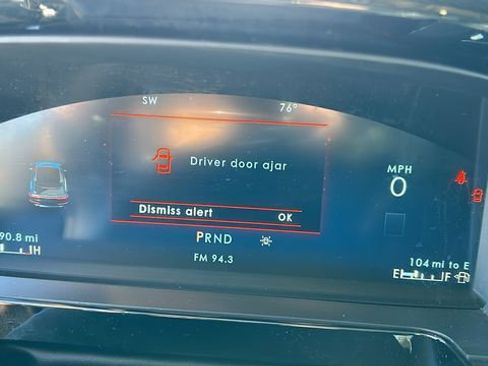 SW 76°
Driver door ajar
MPH
0
Dismiss alert OK
PRND
90.8 mi
H
FM 94.3
104 mi to E
E F